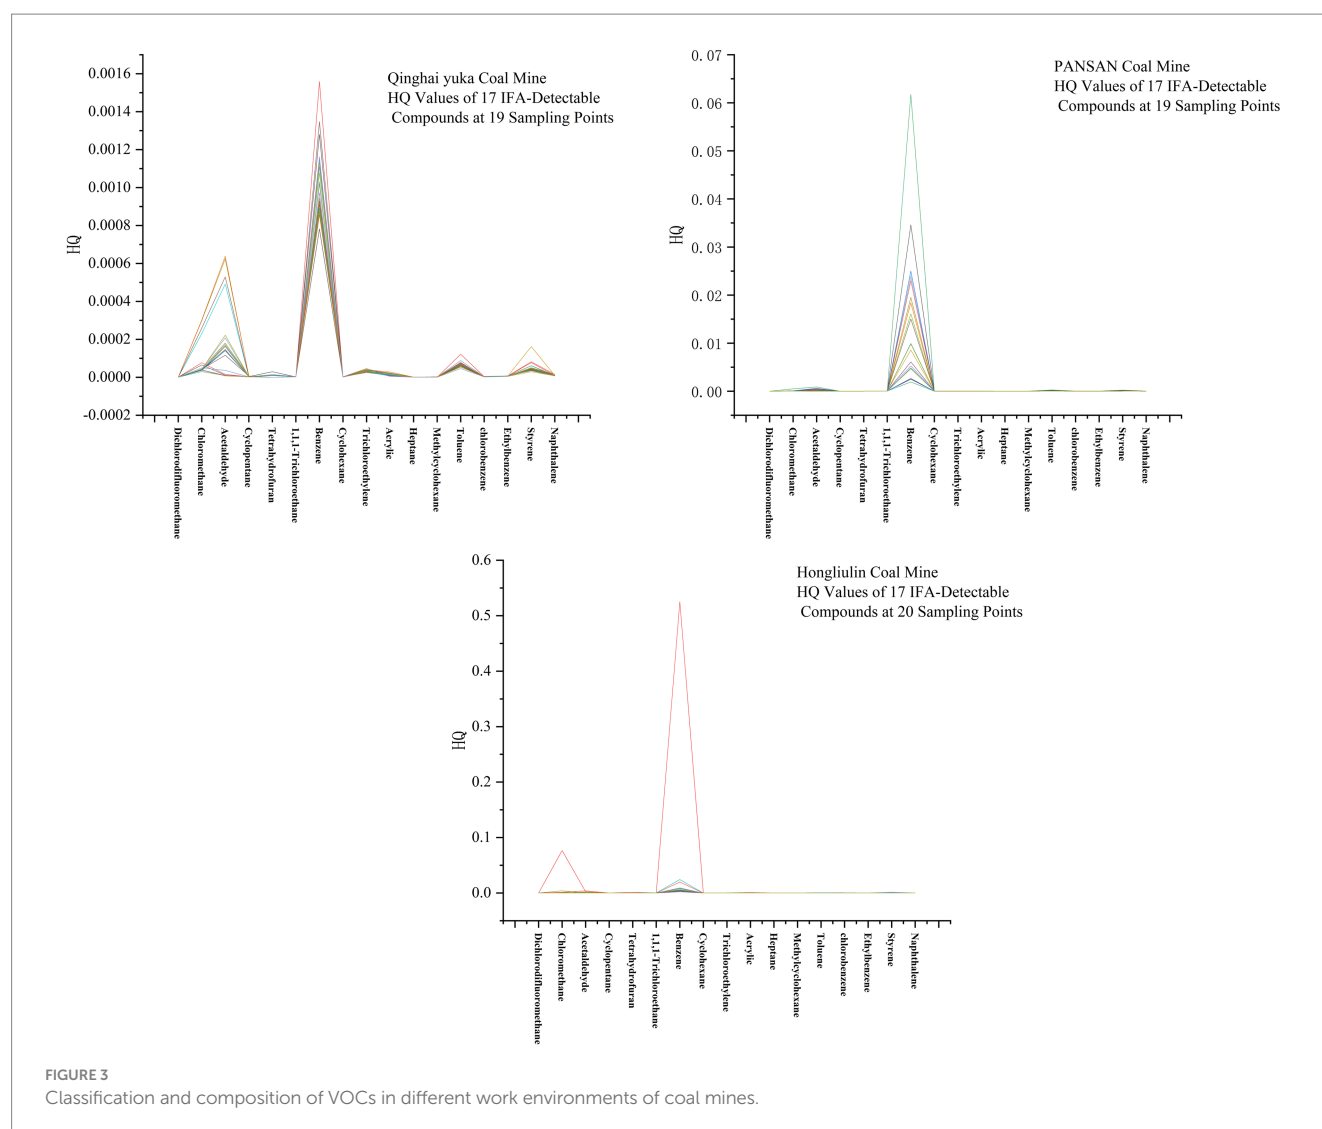 0.0016
0.0014
0.0012
0.0010
0.0008
0.0006
0.0004
0.0002
0.0000
-0.0002
HQ
Qinghai yuka Coal Mine
HQ Values of 17 IFA-Detectable
Compounds at 19 Sampling Points
Dichlorodifluoromethane
Chloromethane
Acetaldehyde
Cyclopentane
Tetrahydrofuran
1,1,1-Trichloroethane
Benzene
Cyclohexane
Trichloroethylene
Acrylic
Heptane
Methylcyclohexane
Toluene
chlorobenzene
Ethylbenzene
Styrene
Naphthalene
0.07
0.06
0.05
0.04
0.03
0.02
0.01
0.00
HQ
PANSAN Coal Mine
HQ Values of 17 IFA-Detectable
Compounds at 19 Sampling Points
Dichlorodifluoromethane
Chloromethane
Acetaldehyde
Cyclopentane
Tetrahydrofuran
1,1,1-Trichloroethane
Benzene
Cyclohexane
Trichloroethylene
Acrylic
Heptane
Methylcyclohexane
Toluene
chlorobenzene
Ethylbenzene
Styrene
Naphthalene
0.6
0.5
0.4
0.3
0.2
0.1
0.0
HQ
Hongliulin Coal Mine
HQ Values of 17 IFA-Detectable
Compounds at 20 Sampling Points
Dichlorodifluoromethane
Chloromethane
Acetaldehyde
Cyclopentane
Tetrahydrofuran
1,1,1-Trichloroethane
Benzene
Cyclohexane
Trichloroethylene
Acrylic
Heptane
Methylcyclohexane
Toluene
chlorobenzene
Ethylbenzene
Styrene
Naphthalene
FIGURE 3
Classification and composition of VOCs in different work environments of coal mines.